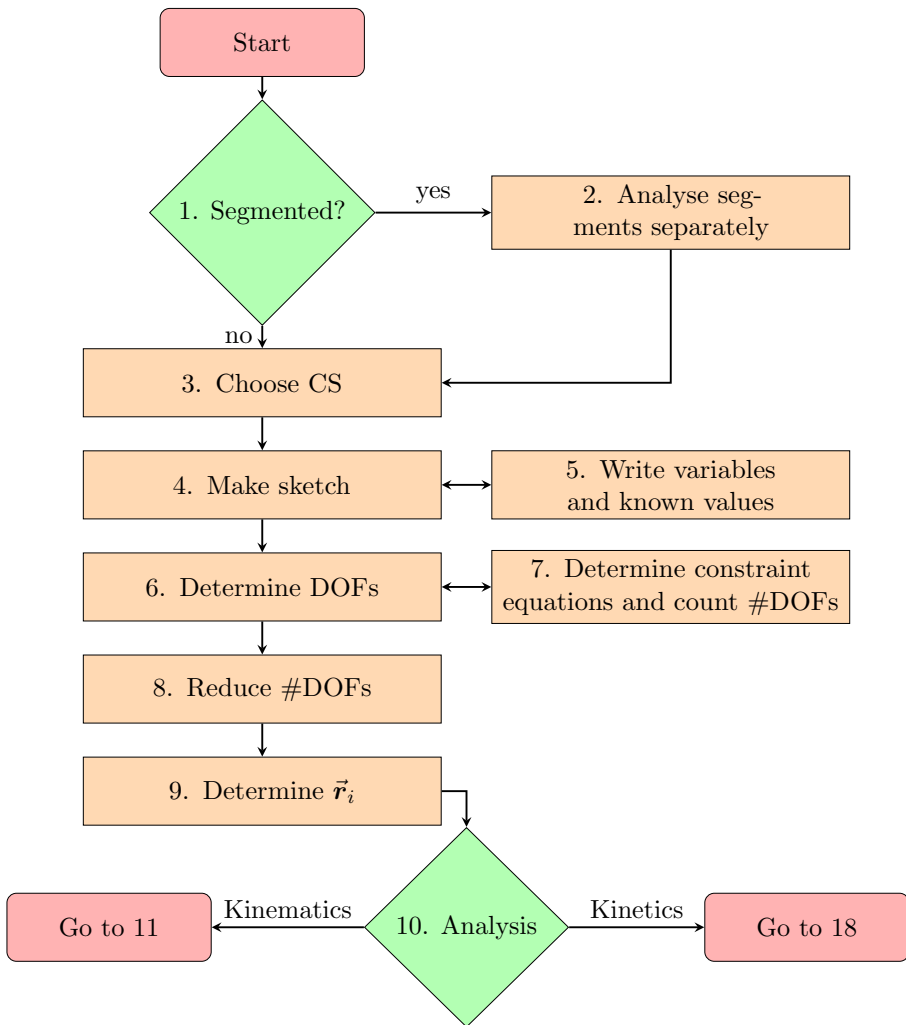 Start
1. Segmented?
yes
2. Analyse seg-
ments separately
no
3. Choose CS
4. Make sketch
5. Write variables
and known values
6. Determine DOFs
7. Determine constraint
equations and count #DOFs
8. Reduce #DOFs
9. Determine $\vec{r}_i$
Go to 11
Kinematics
10. Analysis
Kinetics
Go to 18